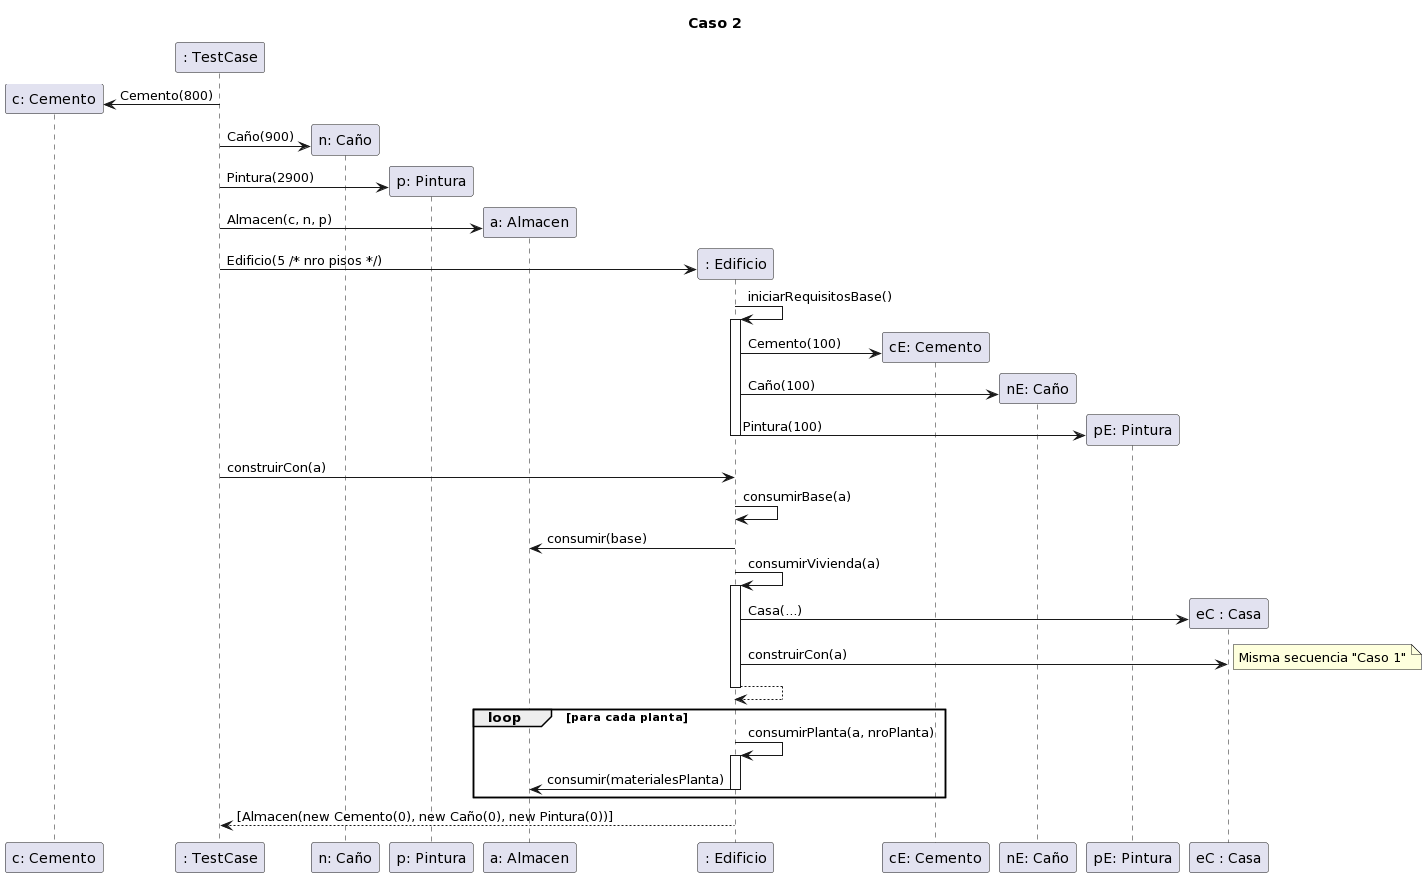 Caso 2
: TestCase
c: Cemento
Cemento(800)
Caño(900)
n: Caño
Pintura(2900)
p: Pintura
Almacen(c, n, p)
a: Almacen
Edificio(5 /* nro pisos */)
: Edificio
iniciarRequisitosBase()
Cemento(100)
cE: Cemento
Caño(100)
nE: Caño
Pintura(100)
pE: Pintura
construirCon(a)
consumirBase(a)
consumir(base)
consumirVivienda(a)
Casa(...)
eC : Casa
construirCon(a)
Misma secuencia "Caso 1"
loop [para cada planta]
consumirPlanta(a, nroPlanta)
consumir(materialesPlanta)
[Almacen(new Cemento(0), new Caño(0), new Pintura(0))]
c: Cemento
: TestCase
n: Caño
p: Pintura
a: Almacen
: Edificio
cE: Cemento
nE: Caño
pE: Pintura
eC : Casa